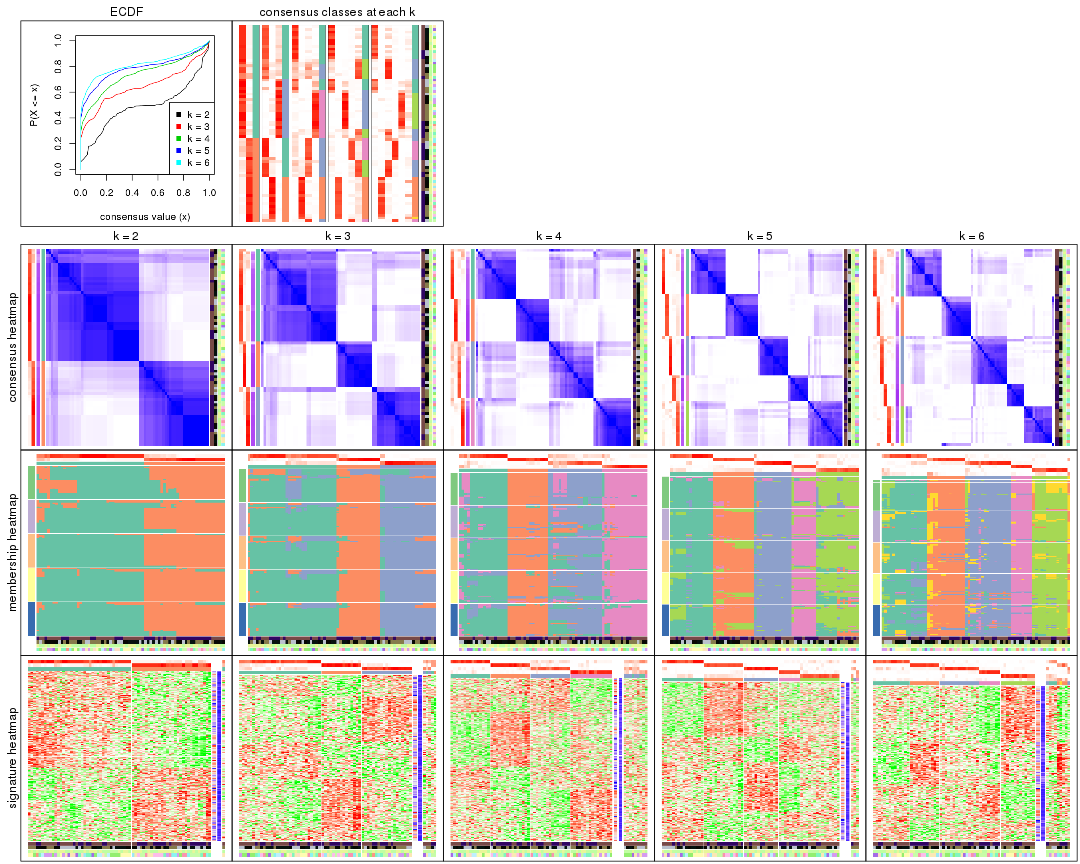 ECDF
consensus classes at each k
P(X <= x)
1.0
0.8
0.6
0.4
0.2
0.0
k = 2
k = 3
k = 4
k = 5
k = 6
0.0 0.2 0.4 0.6 0.8 1.0
consensus value (x)
k = 2 k = 3 k = 4 k = 5 k = 6
consensus heatmap
membership heatmap
signature heatmap